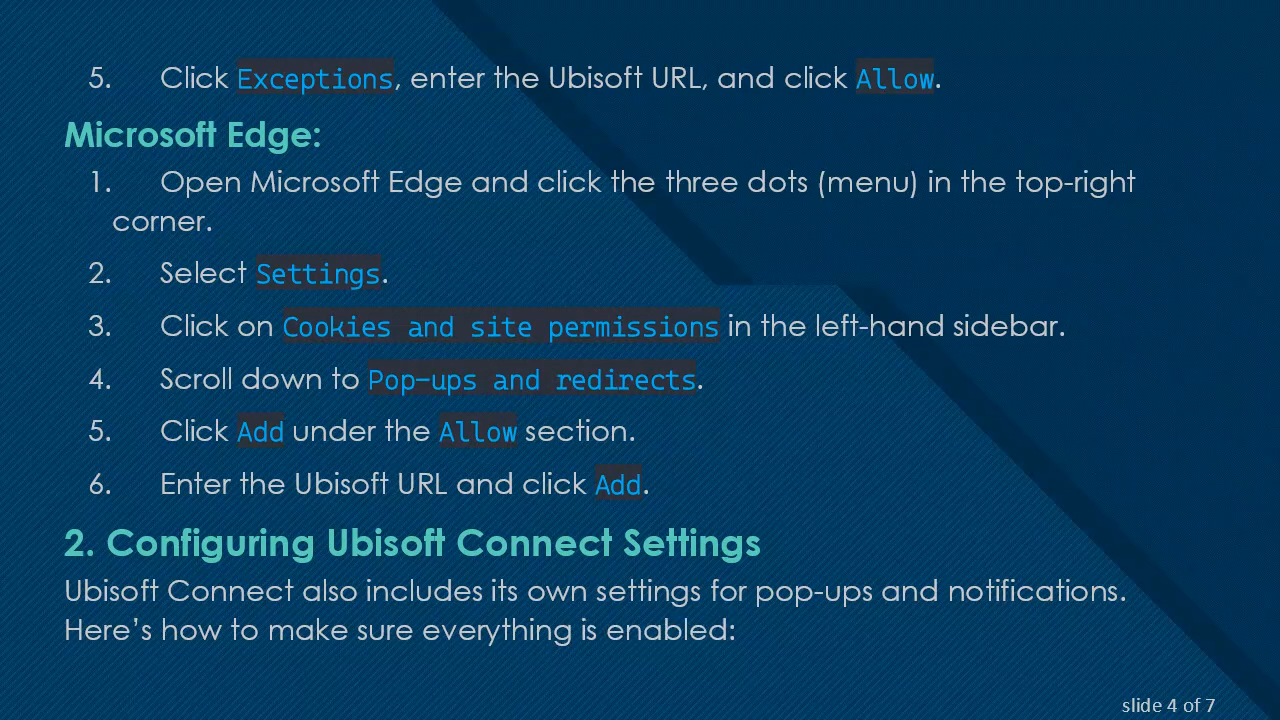 5. Click Exceptions, enter the Ubisoft URL, and click Allow.
Microsoft Edge:
1. Open Microsoft Edge and click the three dots (menu) in the top-right
corner.
2. Select Settings.
3. Click on Cookies and site permissions in the left-hand sidebar.
4. Scroll down to Pop-ups and redirects.
5. Click Add under the Allow section.
6. Enter the Ubisoft URL and click Add.
2. Configuring Ubisoft Connect Settings
Ubisoft Connect also includes its own settings for pop-ups and notifications.
Here’s how to make sure everything is enabled:
slide 4 of 7